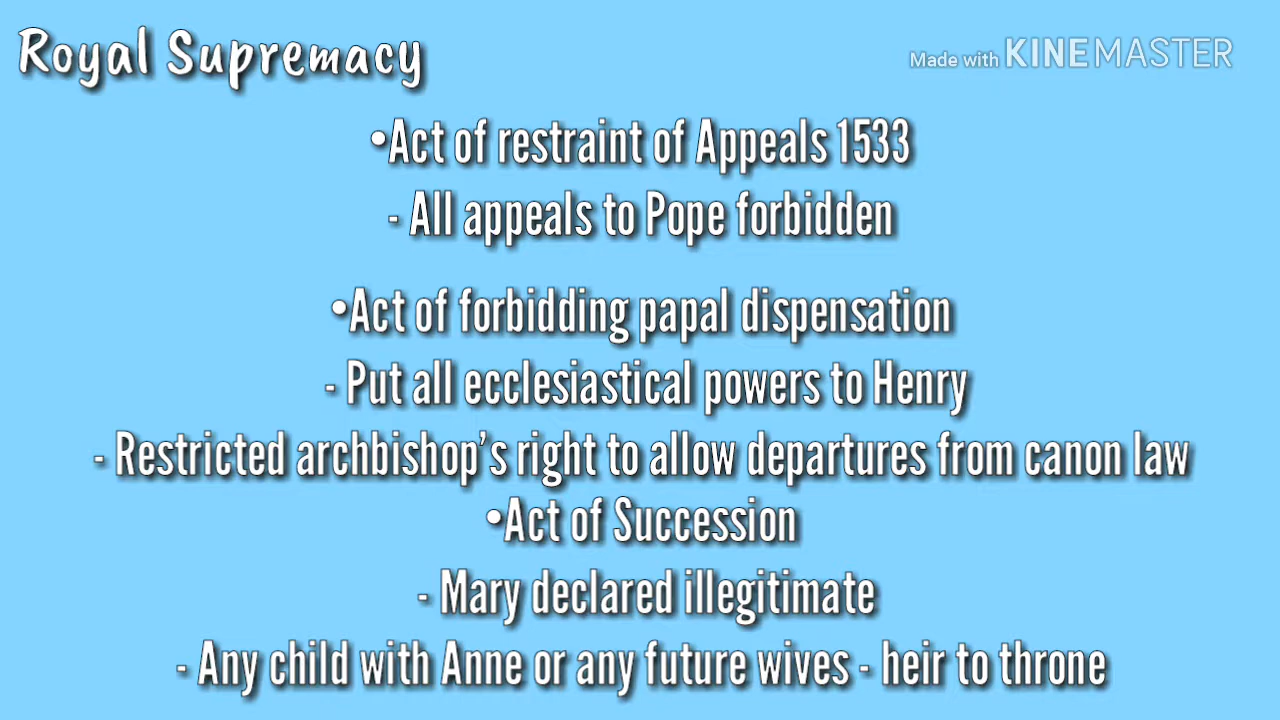 Royal Supremacy
Made with KINEMASTER
•Act of restraint of Appeals 1533
- All appeals to Pope forbidden
•Act of forbidding papal dispensation
- Put all ecclesiastical powers to Henry
- Restricted archbishop’s right to allow departures from canon law
•Act of Succession
- Mary declared illegitimate
- Any child with Anne or any future wives - heir to throne